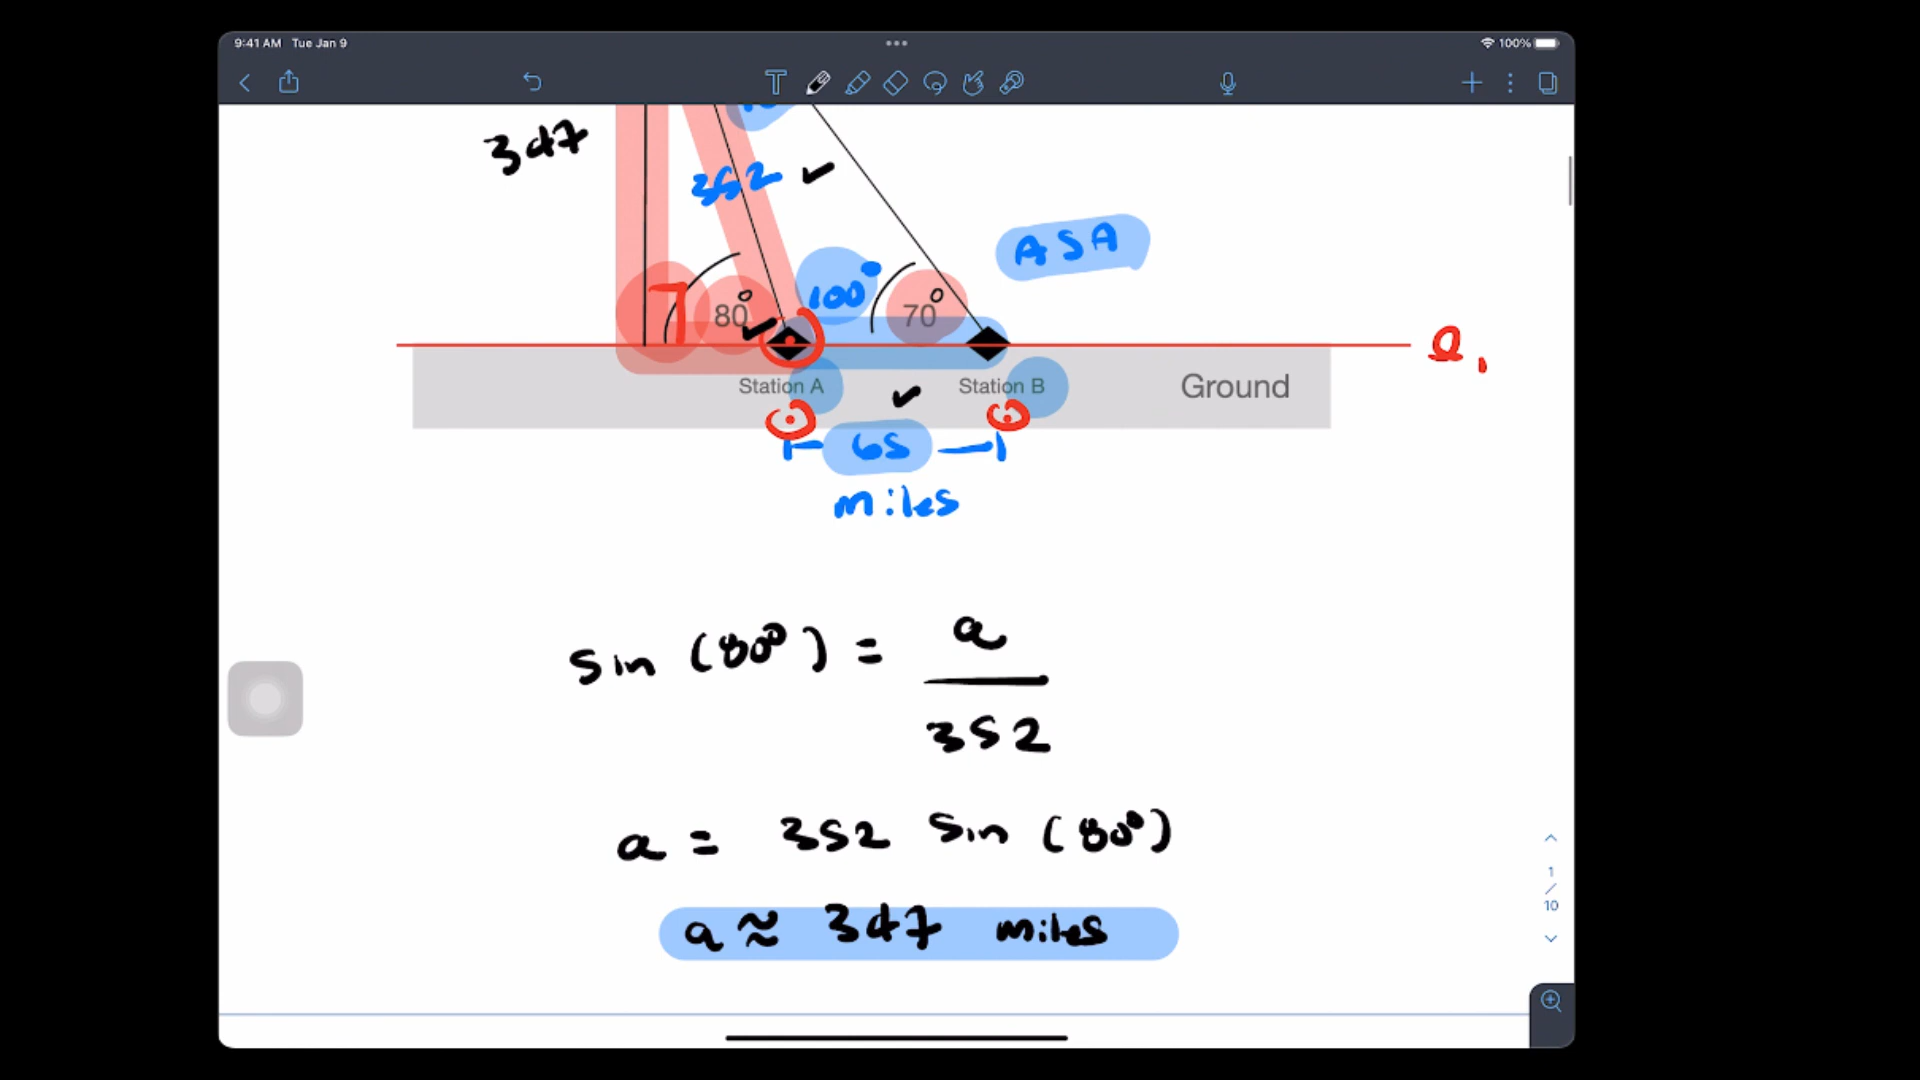 9:41 AM Tue Jan 9
100%
347
352 ✓
ASA
80°
100°
70°
a.
Station A
Station B
Ground
65
miles
sin (80°) = a / 352
a = 352 sin (80°)
a ≈ 347 miles
1
/
10